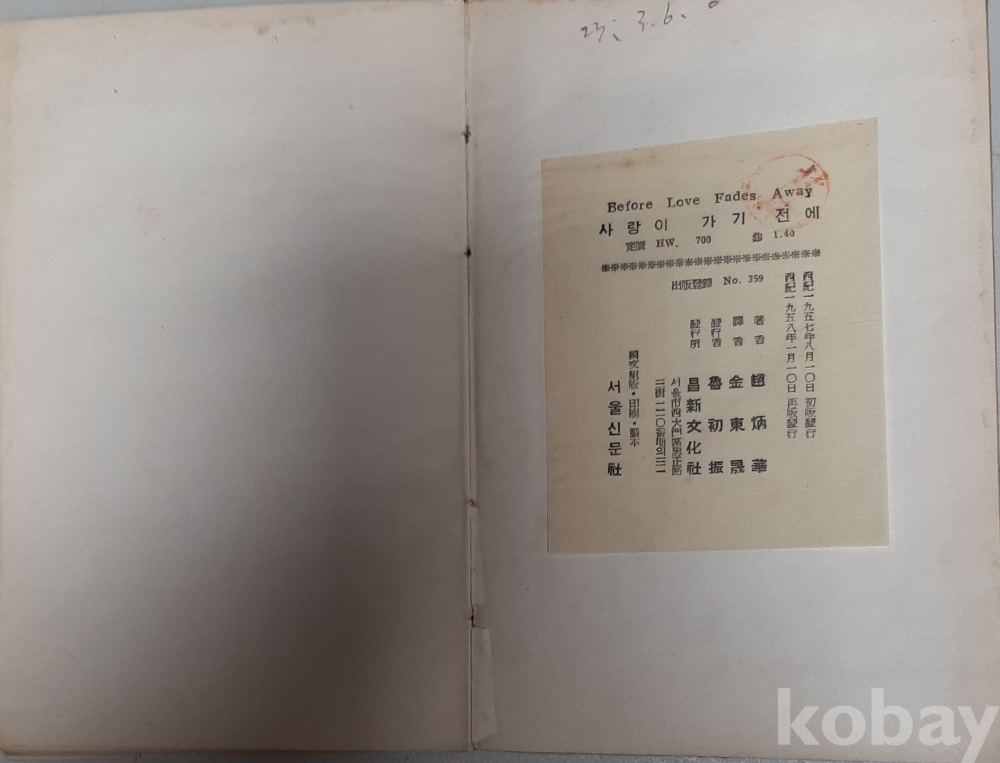 Before Love Fades Away
사랑이 가기 전에
定價 HW. 700 $ 1.40
出版登錄 No. 359
西紀一九五七年八月一〇日 初版發行
西紀一九五八年一月一〇日 再版發行
著者 趙炳華
譯者 金東晟
發行者 魯初振
發行所 昌新文化社
서울市西大門區忠正路
三街一二〇番地의三二
國文組版·印刷·製本
서울신문社
kobay